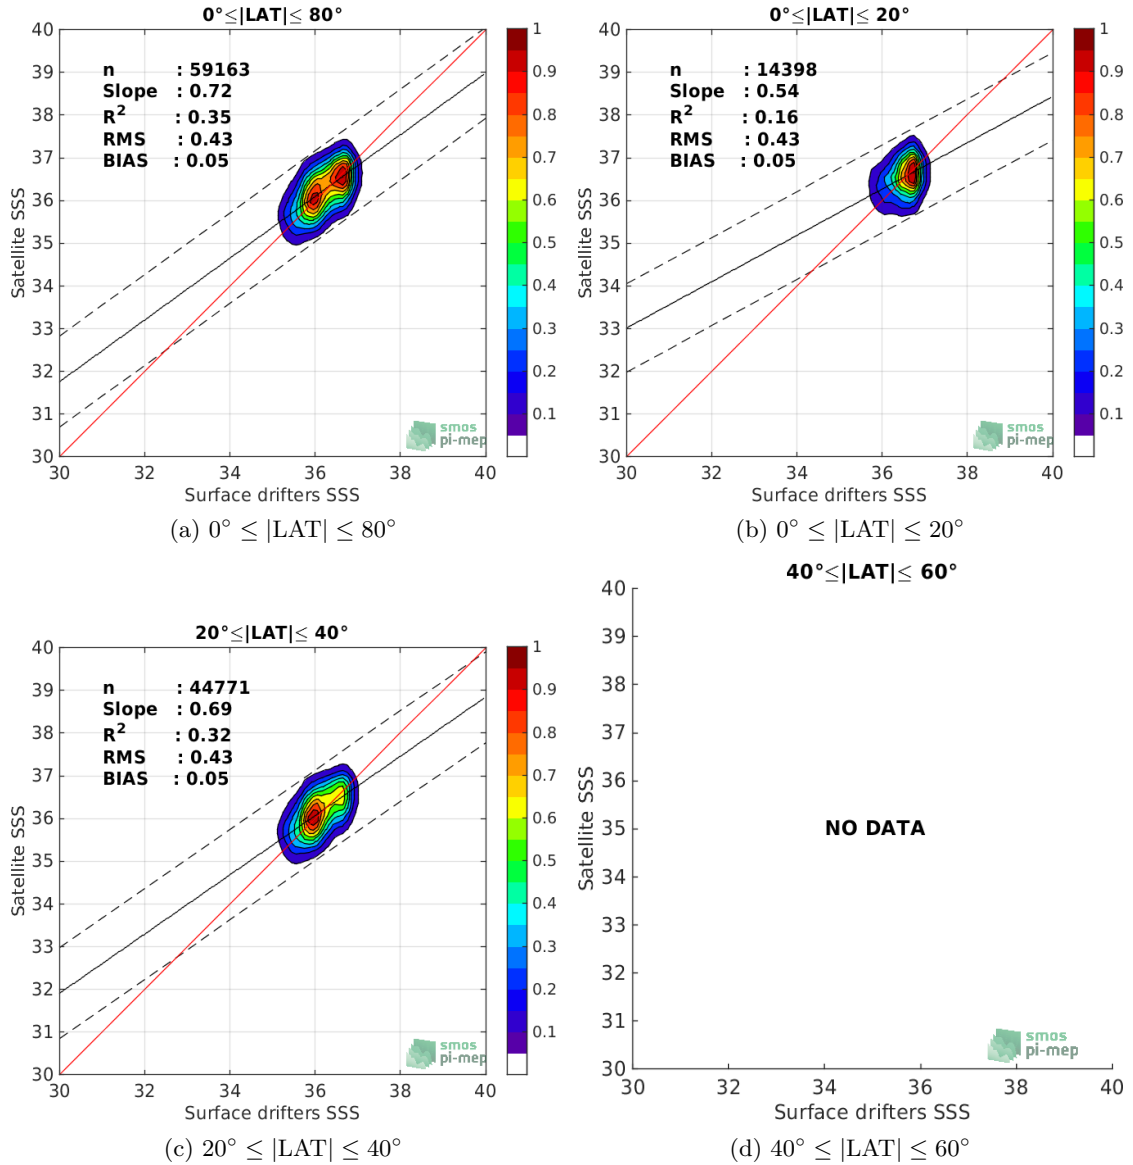 0°≤|LAT|≤ 80°
n : 59163
Slope : 0.72
R2 : 0.35
RMS : 0.43
BIAS : 0.05
40
39
38
37
36
35
34
33
32
31
30
30 32 34 36 38 40
Satellite SSS
Surface drifters SSS
1
0.9
0.8
0.7
0.6
0.5
0.4
0.3
0.2
0.1
smos
pi-mep
(a) 0° ≤ |LAT| ≤ 80°
0°≤|LAT|≤ 20°
n : 14398
Slope : 0.54
R2 : 0.16
RMS : 0.43
BIAS : 0.05
40
39
38
37
36
35
34
33
32
31
30
30 32 34 36 38 40
Satellite SSS
Surface drifters SSS
1
0.9
0.8
0.7
0.6
0.5
0.4
0.3
0.2
0.1
smos
pi-mep
(b) 0° ≤ |LAT| ≤ 20°
20°≤|LAT|≤ 40°
n : 44771
Slope : 0.69
R2 : 0.32
RMS : 0.43
BIAS : 0.05
40
39
38
37
36
35
34
33
32
31
30
30 32 34 36 38 40
Satellite SSS
Surface drifters SSS
1
0.9
0.8
0.7
0.6
0.5
0.4
0.3
0.2
0.1
smos
pi-mep
(c) 20° ≤ |LAT| ≤ 40°
40°≤|LAT|≤ 60°
40
39
38
37
36
35
34
33
32
31
30
30 32 34 36 38 40
Satellite SSS
Surface drifters SSS
NO DATA
smos
pi-mep
(d) 40° ≤ |LAT| ≤ 60°